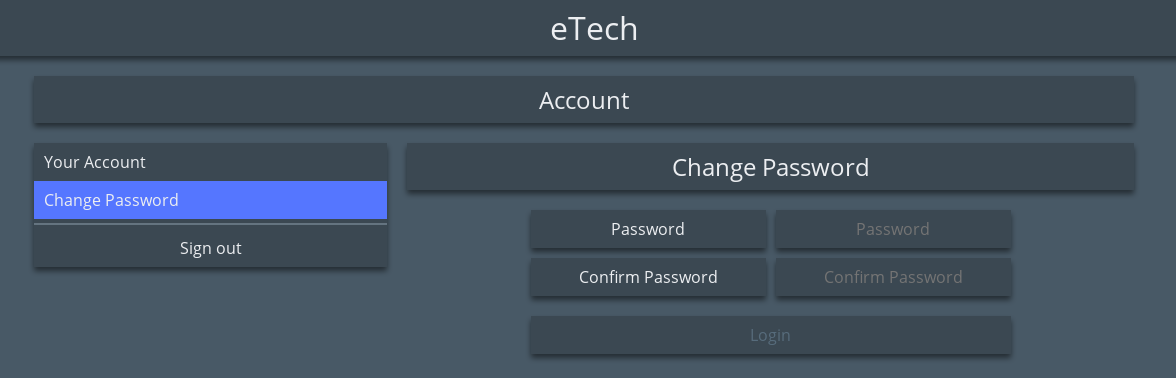 eTech
Account
Your Account
Change Password
Sign out
Change Password
Password Password
Confirm Password Confirm Password
Login